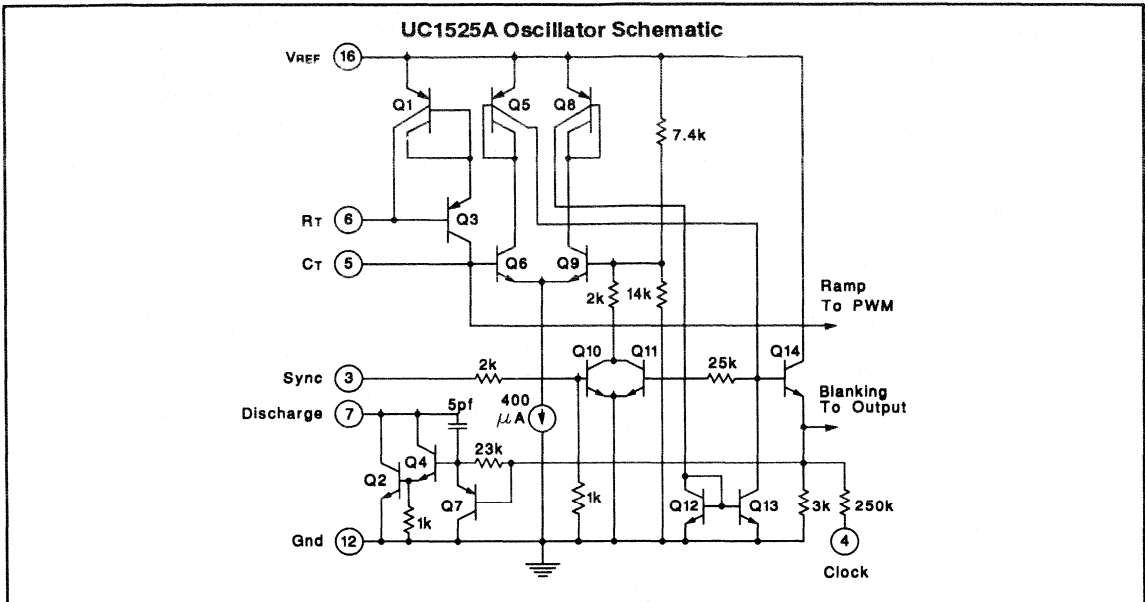 UC1525A Oscillator Schematic
VREF 16
Q1
Q5
Q8
7.4k
RT 6
Q3
CT 5
Q6
Q9
2k
14k
Ramp
To PWM
Q10
Q11
Q14
Sync 3
2k
25k
Discharge 7
5pf
400
μA
Blanking
To Output
Q4
23k
Q2
Q7
1k
1k
Q12
Q13
3k
250k
Gnd 12
4
Clock